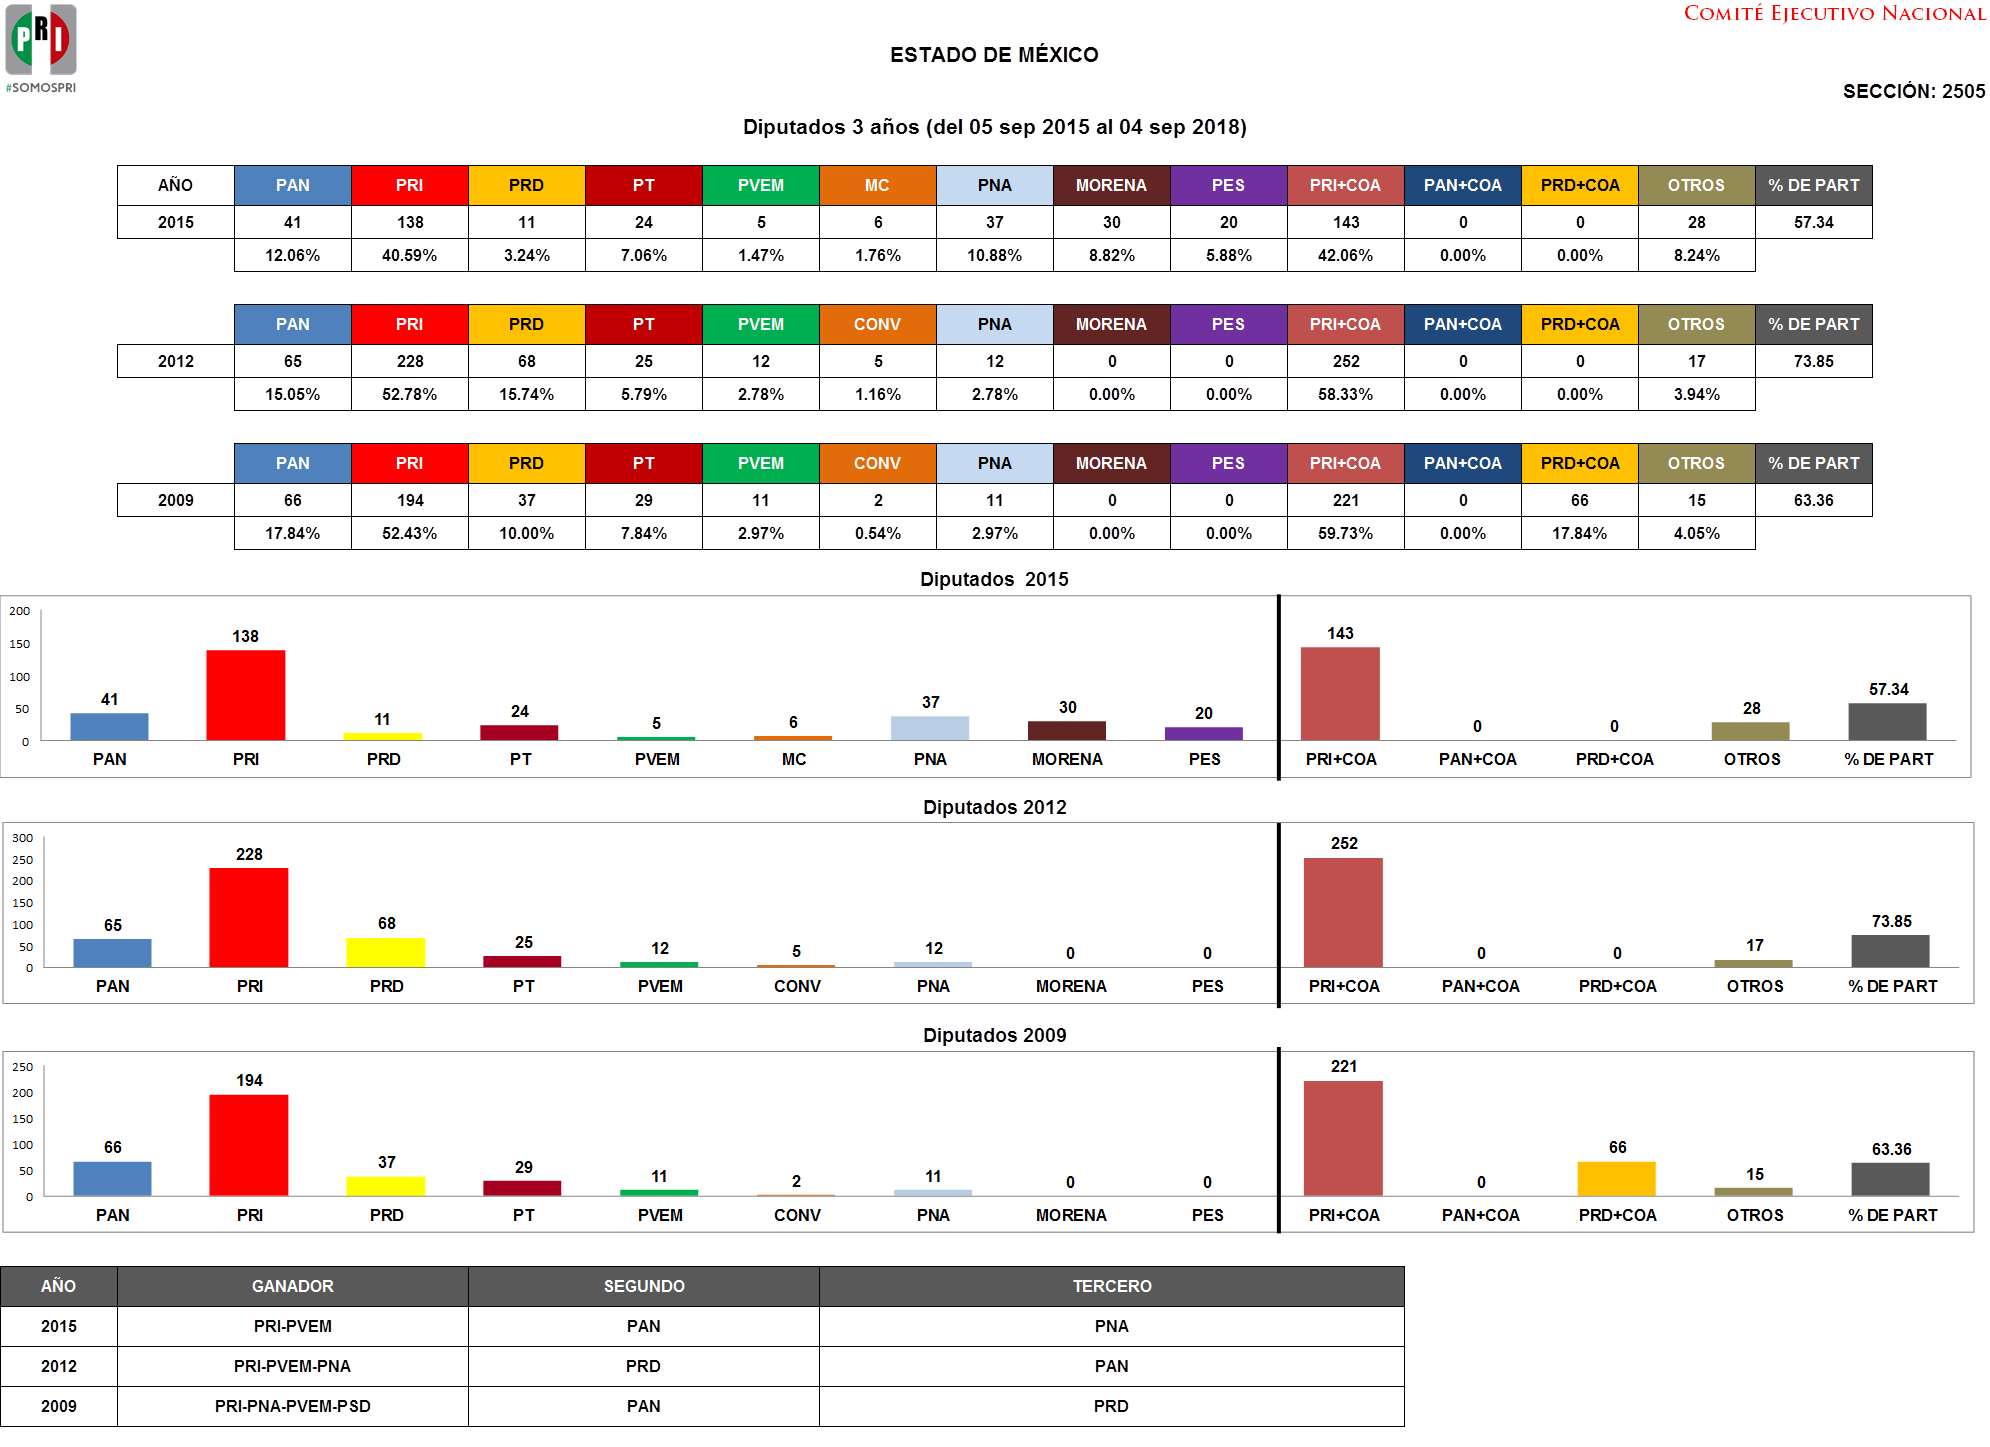 PRI
#SOMOSPRI
COMITÉ EJECUTIVO NACIONAL
ESTADO DE MÉXICO
SECCIÓN: 2505
Diputados 3 años (del 05 sep 2015 al 04 sep 2018)
AÑO PAN PRI PRD PT PVEM MC PNA MORENA PES PRI+COA PAN+COA PRD+COA OTROS % DE PART
2015 41 138 11 24 5 6 37 30 20 143 0 0 28 57.34
12.06% 40.59% 3.24% 7.06% 1.47% 1.76% 10.88% 8.82% 5.88% 42.06% 0.00% 0.00% 8.24%
PAN PRI PRD PT PVEM CONV PNA MORENA PES PRI+COA PAN+COA PRD+COA OTROS % DE PART
2012 65 228 68 25 12 5 12 0 0 252 0 0 17 73.85
15.05% 52.78% 15.74% 5.79% 2.78% 1.16% 2.78% 0.00% 0.00% 58.33% 0.00% 0.00% 3.94%
PAN PRI PRD PT PVEM CONV PNA MORENA PES PRI+COA PAN+COA PRD+COA OTROS % DE PART
2009 66 194 37 29 11 2 11 0 0 221 0 66 15 63.36
17.84% 52.43% 10.00% 7.84% 2.97% 0.54% 2.97% 0.00% 0.00% 59.73% 0.00% 17.84% 4.05%
Diputados 2015
200
150
100
50
0
41 138 11 24 5 6 37 30 20 143 0 0 28 57.34
PAN PRI PRD PT PVEM MC PNA MORENA PES PRI+COA PAN+COA PRD+COA OTROS % DE PART
Diputados 2012
300
250
200
150
100
50
0
65 228 68 25 12 5 12 0 0 252 0 0 17 73.85
PAN PRI PRD PT PVEM CONV PNA MORENA PES PRI+COA PAN+COA PRD+COA OTROS % DE PART
Diputados 2009
250
200
150
100
50
0
66 194 37 29 11 2 11 0 0 221 0 66 15 63.36
PAN PRI PRD PT PVEM CONV PNA MORENA PES PRI+COA PAN+COA PRD+COA OTROS % DE PART
AÑO GANADOR SEGUNDO TERCERO
2015 PRI-PVEM PAN PNA
2012 PRI-PVEM-PNA PRD PAN
2009 PRI-PNA-PVEM-PSD PAN PRD